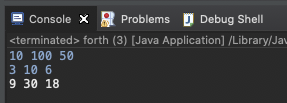 Console Problems Debug Shell
<terminated> forth (3) [Java Application] /Library/Jav
10 100 50
3 10 6
9 30 18